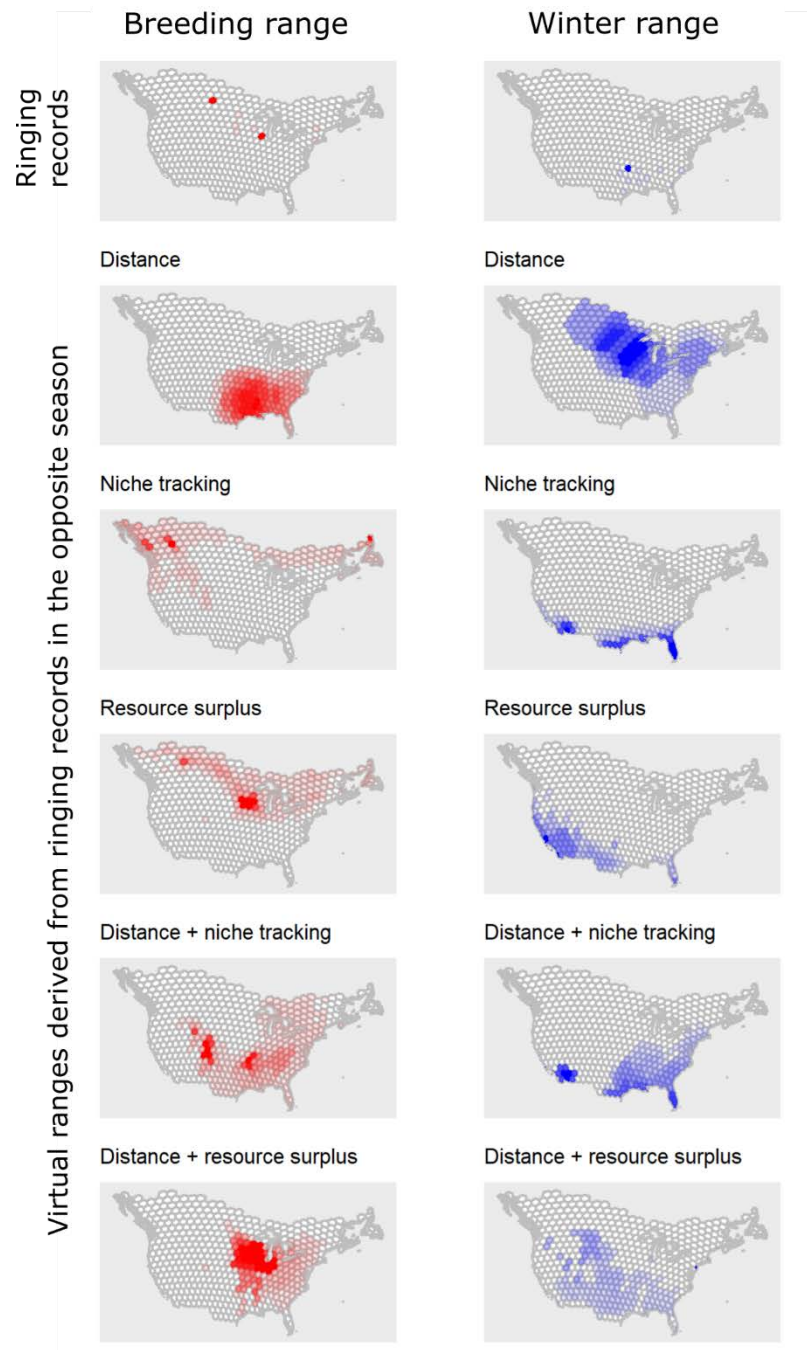 Breeding range
Winter range
Ringing
records
Virtual ranges derived from ringing records in the opposite season
Distance
Distance
Niche tracking
Niche tracking
Resource surplus
Resource surplus
Distance + niche tracking
Distance + niche tracking
Distance + resource surplus
Distance + resource surplus